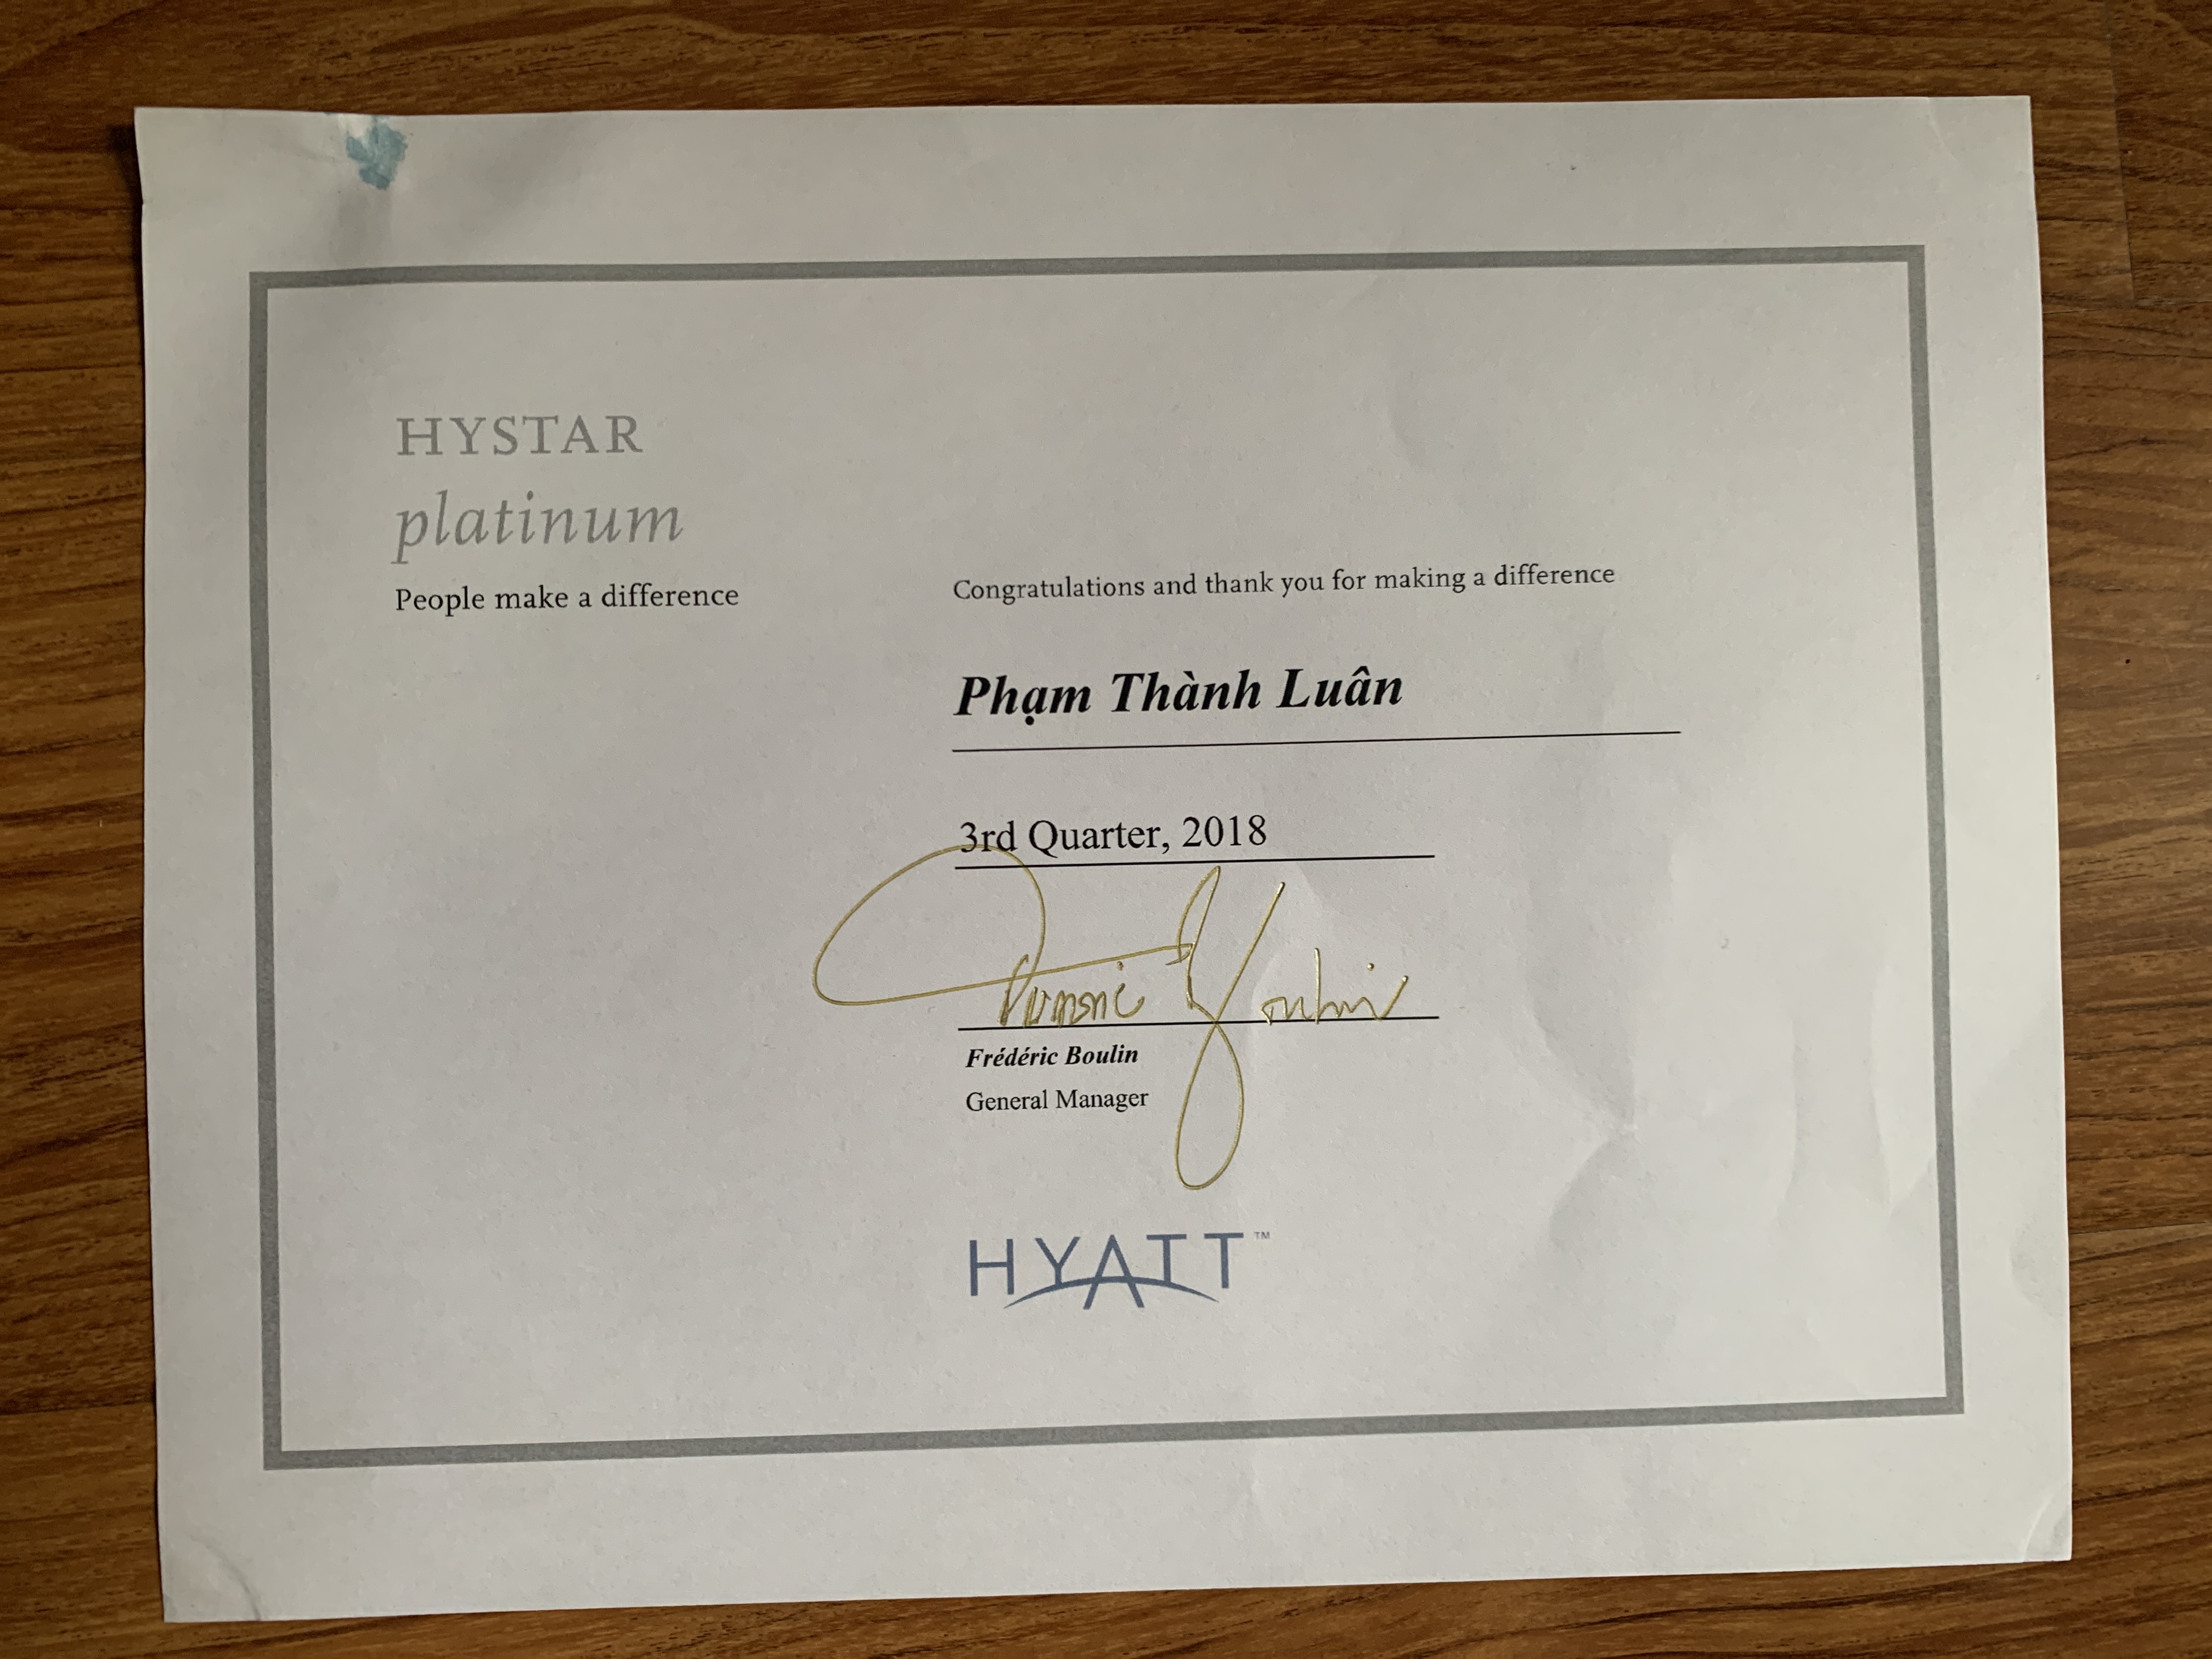 HYSTAR
platinum
People make a difference
Congratulations and thank you for making a difference
Phạm Thành Luân
3rd Quarter, 2018
Frédéric Boulin
General Manager
HYATT™